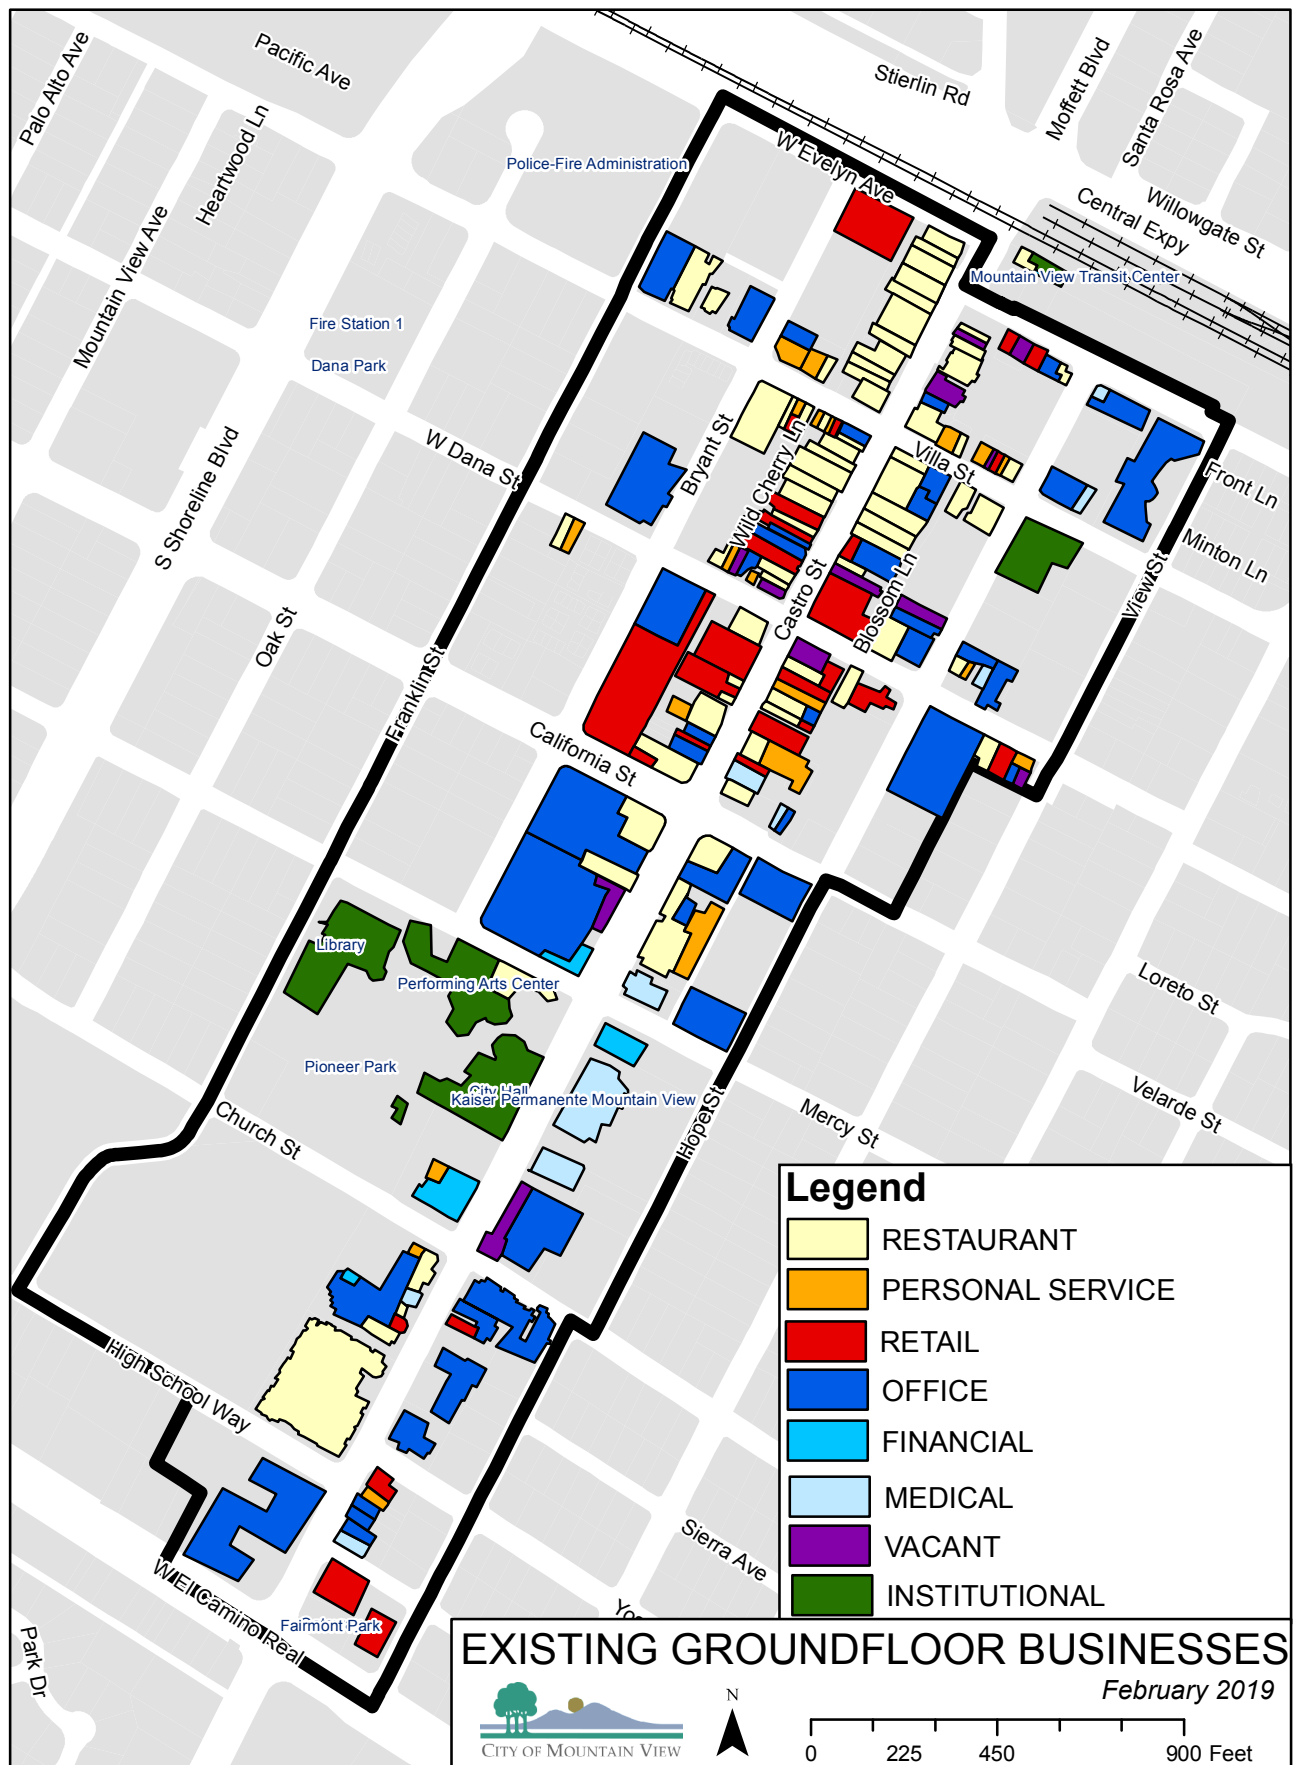 Palo Alto Ave
Pacific Ave
Heartwood Ln
Mountain View Ave
Stierlin Rd
Moffett Blvd
Santa Rosa Ave
Willowgate St
Central Expy
W Evelyn Ave
Police-Fire Administration
Mountain View Transit Center
Fire Station 1
Dana Park
S Shoreline Blvd
W Dana St
Bryant St
Wild Cherry Ln
Villa St
Front Ln
Minton Ln
View St
Castro St
Blossom Ln
Oak St
Franklin St
California St
Library
Performing Arts Center
Pioneer Park
City Hall
Kaiser Permanente Mountain View
Hope St
Mercy St
Loreto St
Velarde St
Church St
High School Way
W El Camino Real
Fairmont Park
Sierra Ave
Park Dr
Legend
RESTAURANT
PERSONAL SERVICE
RETAIL
OFFICE
FINANCIAL
MEDICAL
VACANT
INSTITUTIONAL
EXISTING GROUNDFLOOR BUSINESSES
February 2019
CITY OF MOUNTAIN VIEW
N
0 225 450 900 Feet